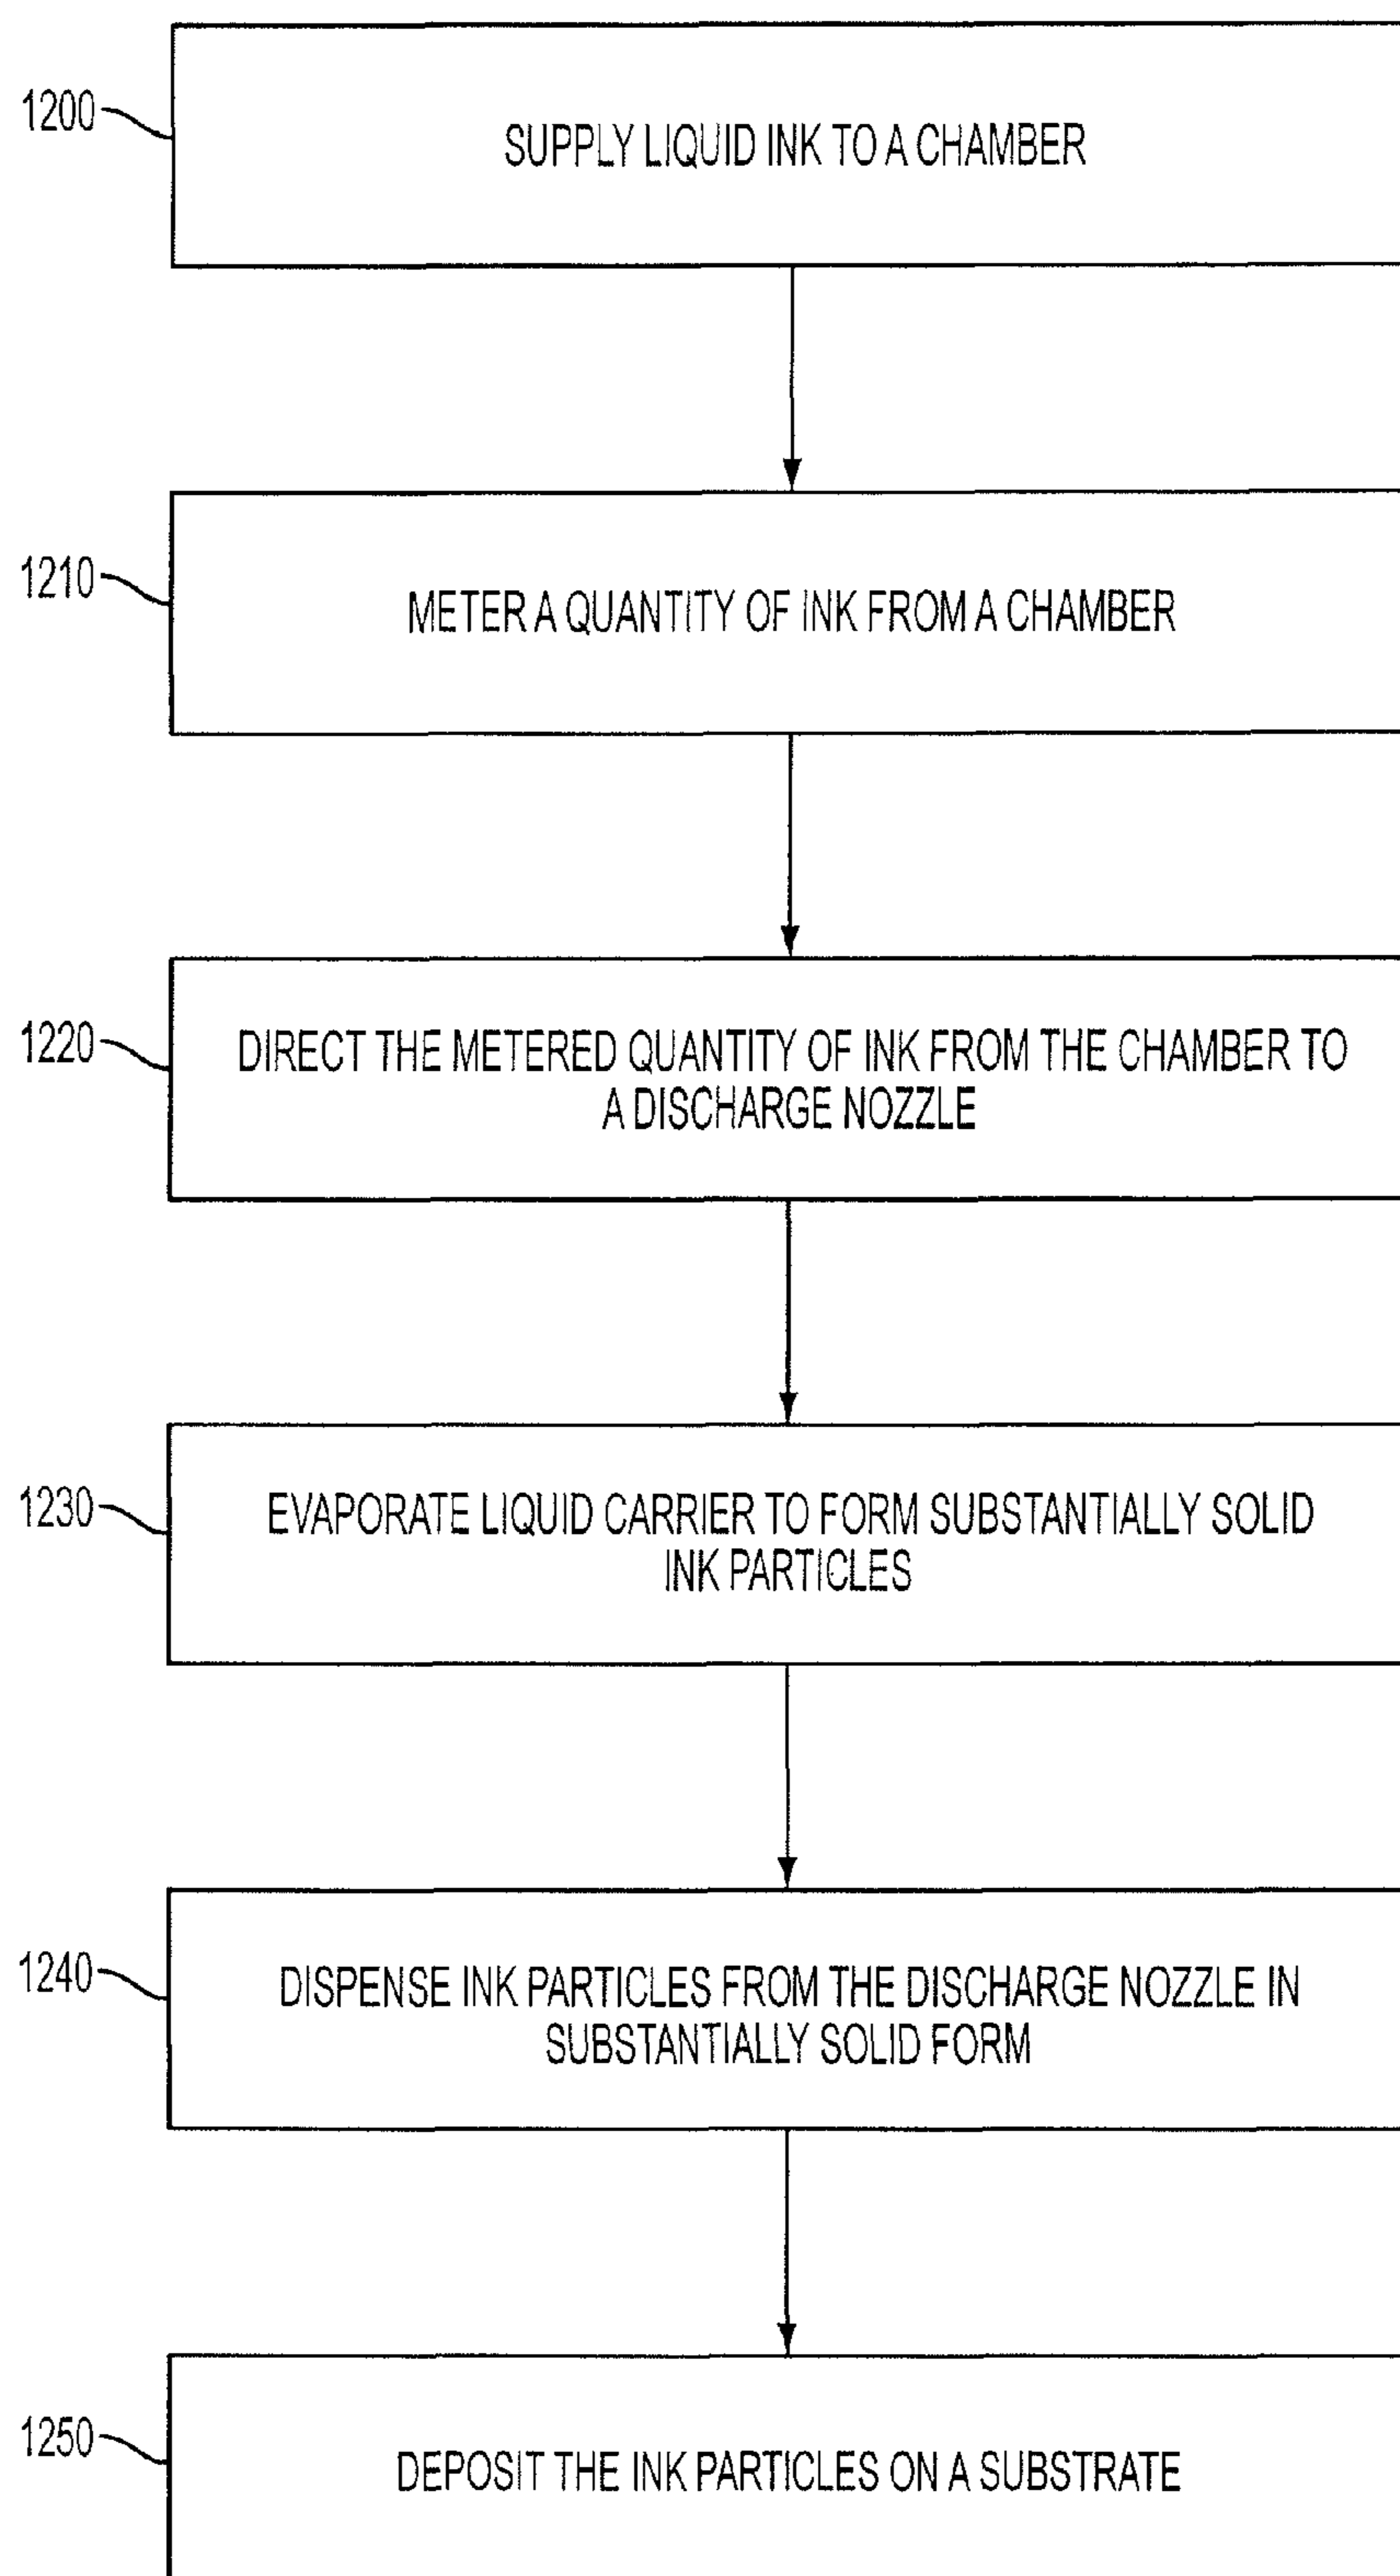 1200
SUPPLY LIQUID INK TO A CHAMBER
1210
METER A QUANTITY OF INK FROM A CHAMBER
1220
DIRECT THE METERED QUANTITY OF INK FROM THE CHAMBER TO
A DISCHARGE NOZZLE
1230
EVAPORATE LIQUID CARRIER TO FORM SUBSTANTIALLY SOLID
INK PARTICLES
1240
DISPENSE INK PARTICLES FROM THE DISCHARGE NOZZLE IN
SUBSTANTIALLY SOLID FORM
1250
DEPOSIT THE INK PARTICLES ON A SUBSTRATE